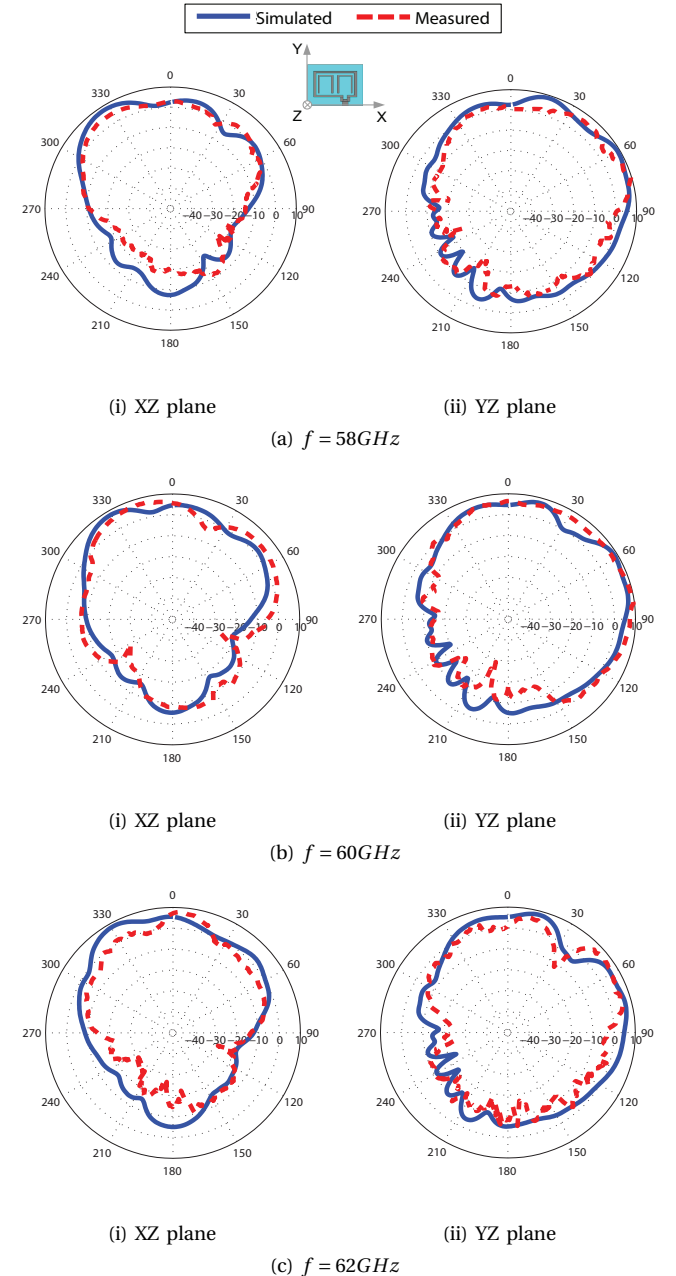 Simulated Measured
Y
Z X
0 0
330 30 330 30
300 60 300 60
270 −40 −30 −20 −10 0 10 90 270 −40 −30 −20 −10 0 10 90
240 120 240 120
210 150 210 150
180 180
(i) XZ plane (ii) YZ plane
(a) f = 58GHz
0 0
330 30 330 30
300 60 300 60
270 −40 −30 −20 −10 0 10 90 270 −40 −30 −20 −10 0 10 90
240 120 240 120
210 150 210 150
180 180
(i) XZ plane (ii) YZ plane
(b) f = 60GHz
0 0
330 30 330 30
300 60 300 60
270 −40 −30 −20 −10 0 10 90 270 −40 −30 −20 −10 0 10 90
240 120 240 120
210 150 210 150
180 180
(i) XZ plane (ii) YZ plane
(c) f = 62GHz